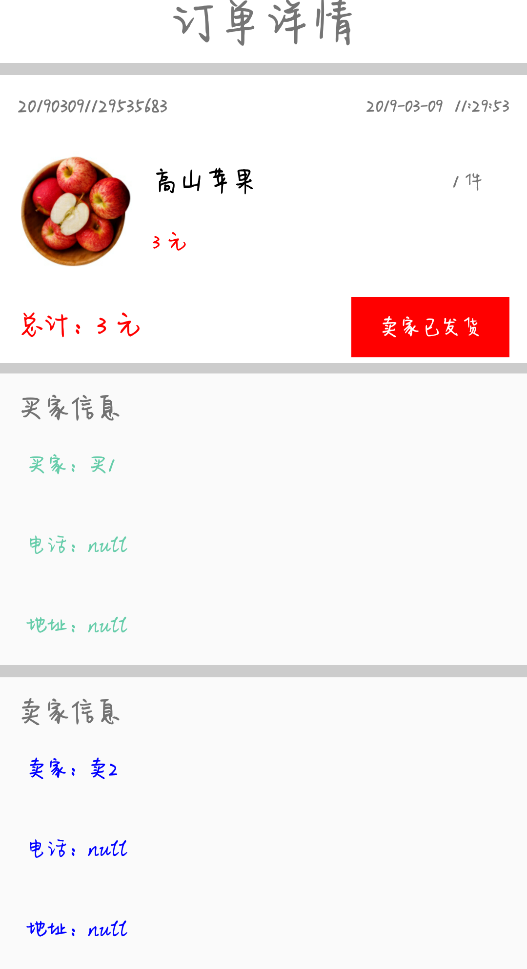 订单详情
20190309112953​5683
2019-03-09 11:29:53
高山苹果
1 件
3 元
总计：3 元
卖家已发货
买家信息
买家：买1
电话：null
地址：null
卖家信息
卖家：卖2
电话：null
地址：null